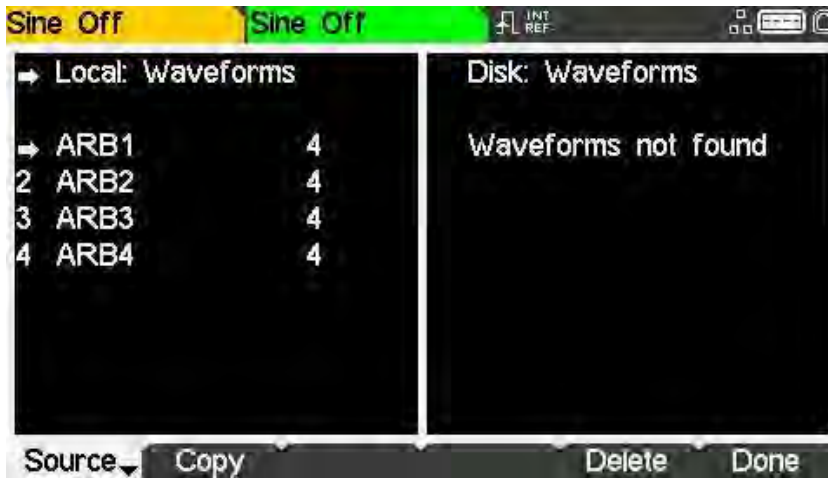 Sine Off Sine Off INT REF
➡ Local: Waveforms
➡ ARB1 4
2 ARB2 4
3 ARB3 4
4 ARB4 4
Disk: Waveforms
Waveforms not found
Source Copy Delete Done